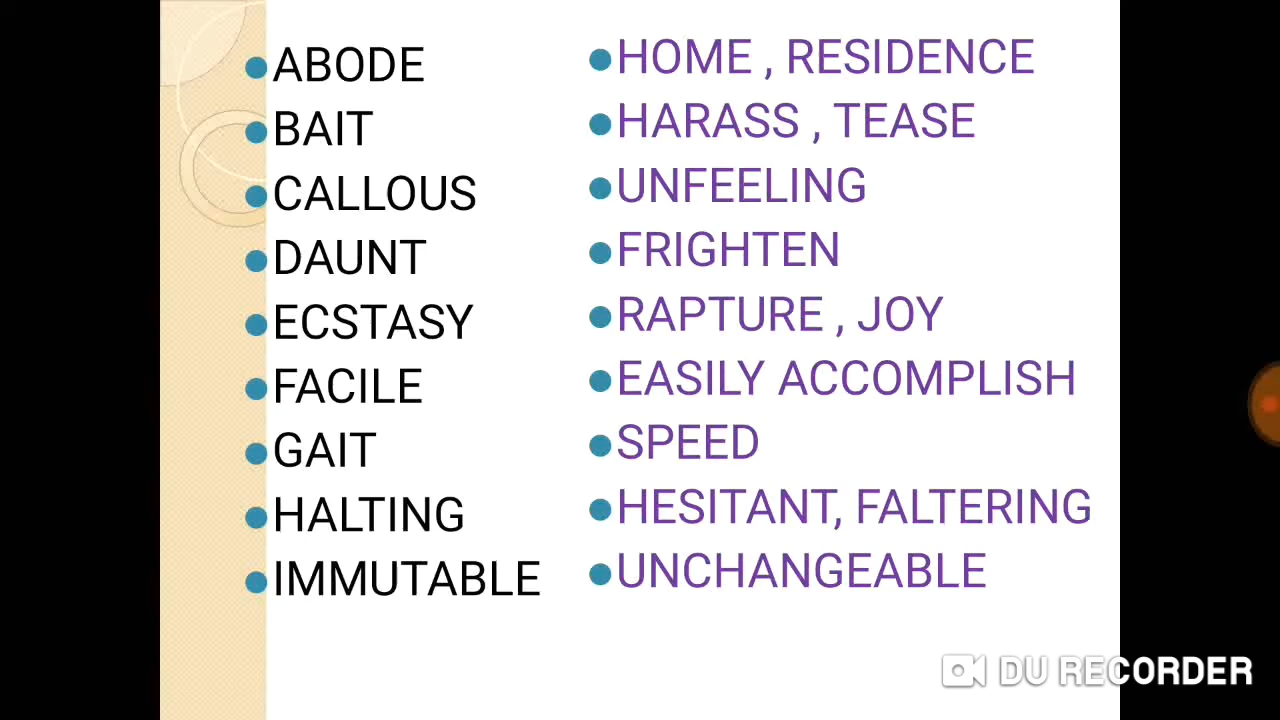 ABODE
BAIT
CALLOUS
DAUNT
ECSTASY
FACILE
GAIT
HALTING
IMMUTABLE
HOME , RESIDENCE
HARASS , TEASE
UNFEELING
FRIGHTEN
RAPTURE , JOY
EASILY ACCOMPLISH
SPEED
HESITANT, FALTERING
UNCHANGEABLE
DU RECORDER